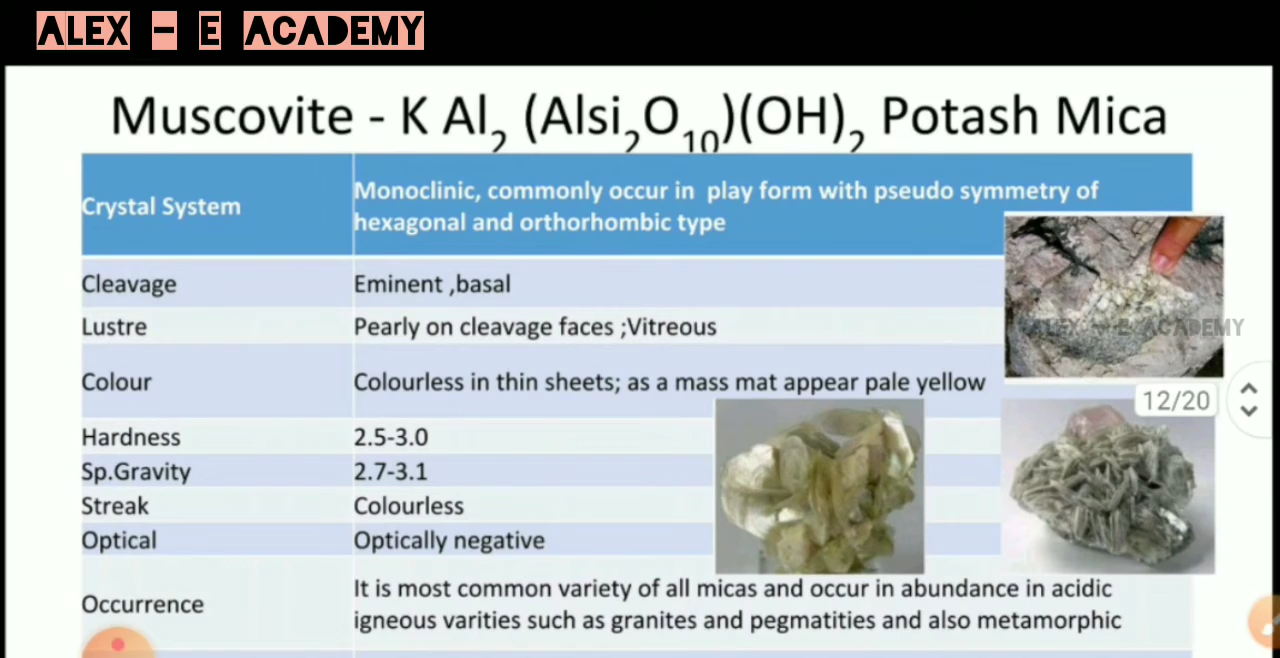 ALEX - E ACADEMY
Muscovite - K Al₂ (Alsi₂O₁₀)(OH)₂ Potash Mica
Crystal System
Monoclinic, commonly occur in play form with pseudo symmetry of
hexagonal and orthorhombic type
Cleavage
Eminent ,basal
Lustre
Pearly on cleavage faces ;Vitreous
ALEX - E ACADEMY
Colour
Colourless in thin sheets; as a mass mat appear pale yellow
12/20
Hardness
2.5-3.0
Sp.Gravity
2.7-3.1
Streak
Colourless
Optical
Optically negative
Occurrence
It is most common variety of all micas and occur in abundance in acidic
igneous varities such as granites and pegmatities and also metamorphic